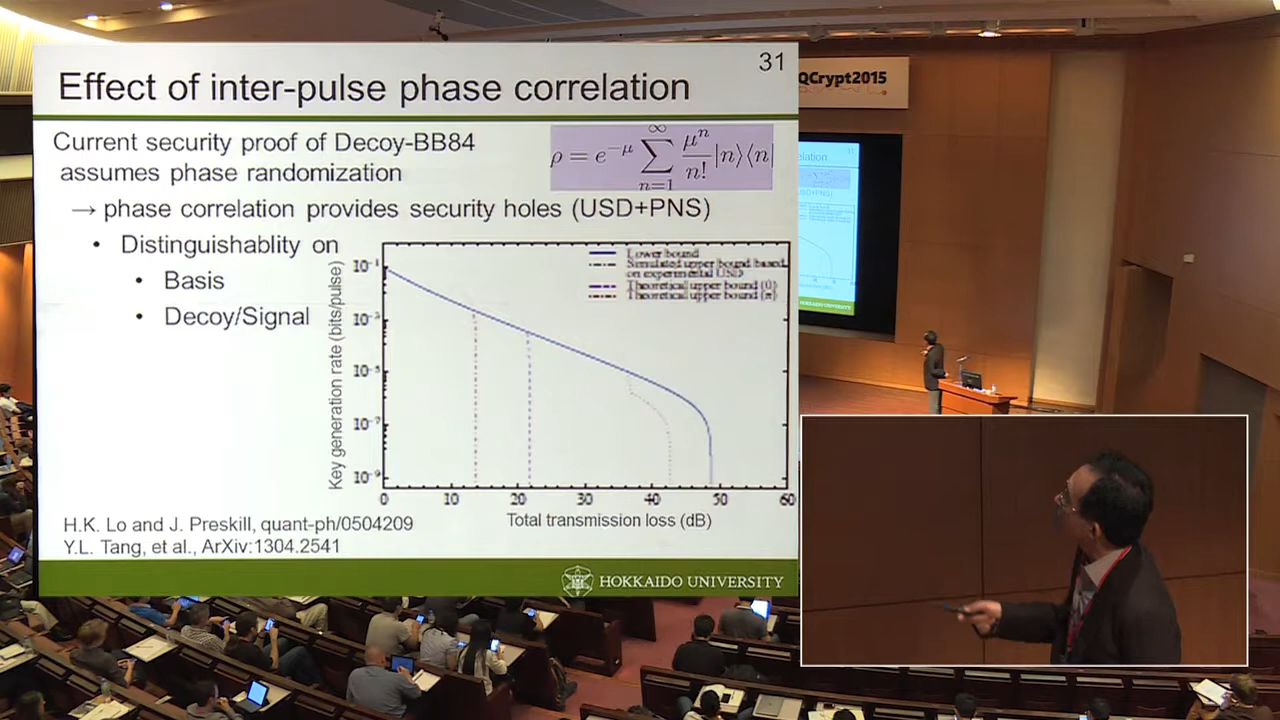 31
Effect of inter-pulse phase correlation
Current security proof of Decoy-BB84
assumes phase randomization
ρ = e^{-μ} ∑_{n=1}^{∞} μ^n/n! |n⟩⟨n|
→ phase correlation provides security holes (USD+PNS)
• Distinguishablity on
• Basis
• Decoy/Signal
Key generation rate (bits/pulse)
10⁻¹
10⁻³
10⁻⁵
10⁻⁷
10⁻⁹
Lower bound
Simulated upper bound based
on experimental USD
Theoretical upper bound (0)
Theoretical upper bound (π)
0 10 20 30 40 50 60
Total transmission loss (dB)
H.K. Lo and J. Preskill, quant-ph/0504209
Y.L. Tang, et al., ArXiv:1304.2541
HOKKAIDO UNIVERSITY
QCrypt2015
elation
HOKKAIDO UNIVERSITY